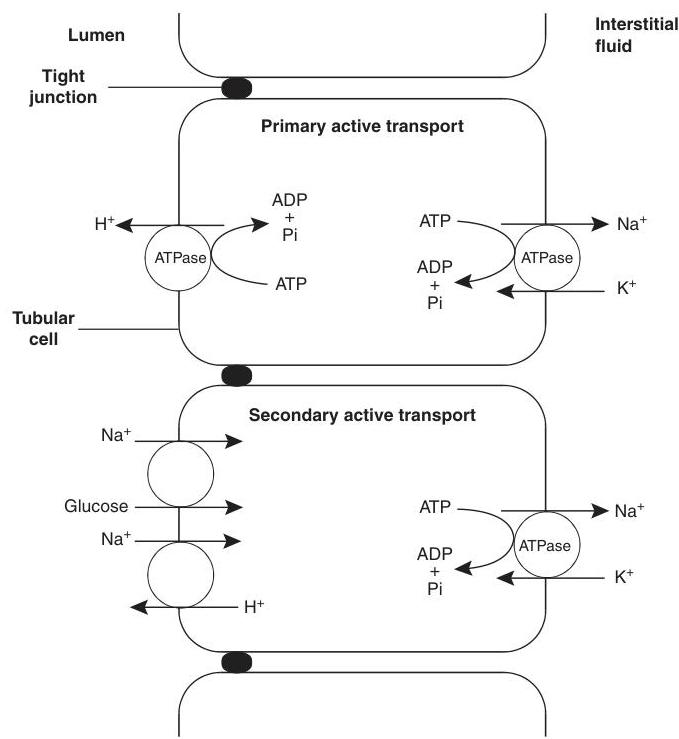 Lumen
Interstitial
fluid
Tight
junction
Primary active transport
H⁺
ATPase
ADP
+
Pi
ATP
ATP
ADP
+
Pi
ATPase
Na⁺
K⁺
Tubular
cell
Secondary active transport
Na⁺
Glucose
Na⁺
H⁺
ATP
ADP
+
Pi
ATPase
Na⁺
K⁺